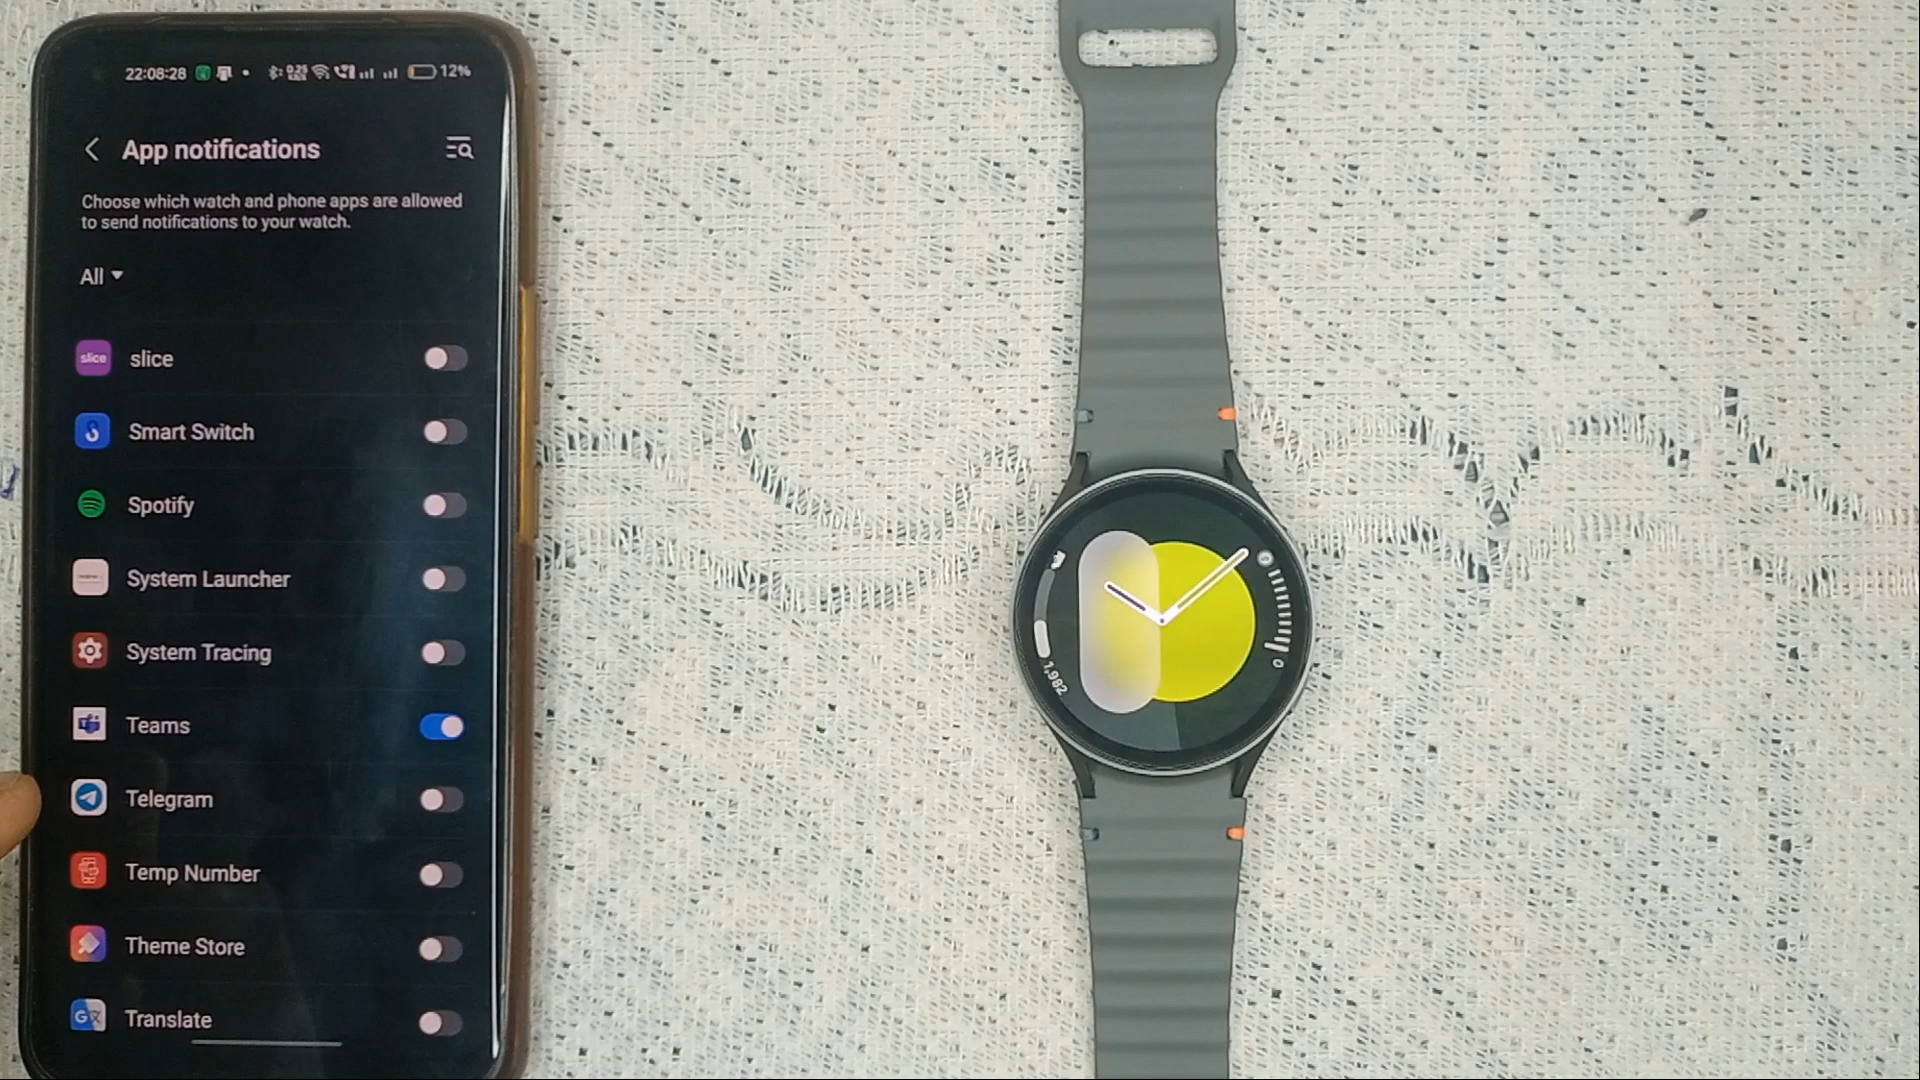 22:08:28
0.25
12%
App notifications
Choose which watch and phone apps are allowed
to send notifications to your watch.
All
slice
slice
Smart Switch
Spotify
System Launcher
System Tracing
Teams
Telegram
Temp Number
Theme Store
Translate
1,982